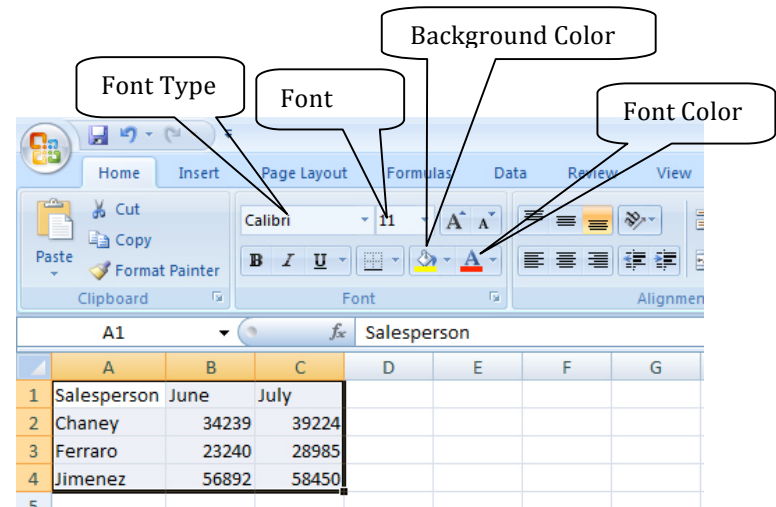 Background Color
Font Type
Font
Font Color
Home Insert Page Layout Formulas Data Review View
Cut
Calibri 11 A A
Copy
Paste
Format Painter
B I U A
Clipboard Font Alignmen
A1 fx Salesperson
A B C D E F G
1 Salesperson June July
2 Chaney 34239 39224
3 Ferraro 23240 28985
4 Jimenez 56892 58450
5